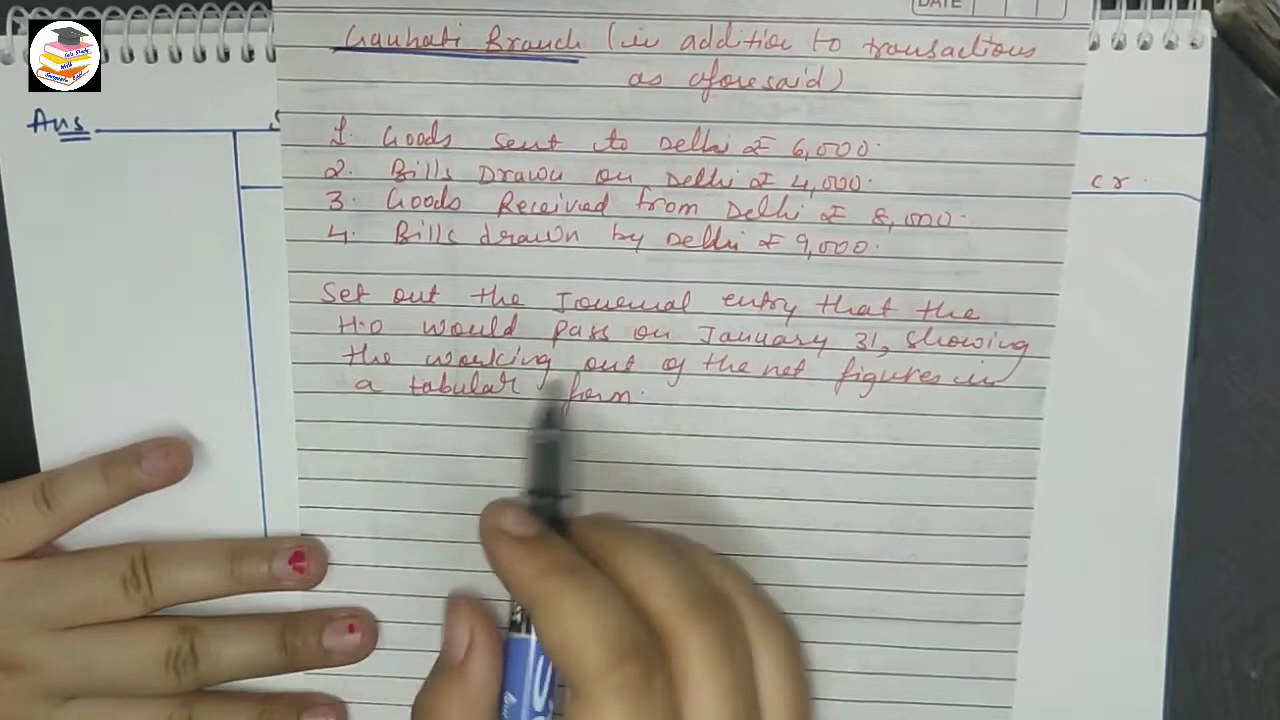 DATE
Gauhati Branch (in addition to transactions
as aforesaid)
Ans
1. Goods sent to Delhi ₹ 6,000.
2. Bills Drawn on Delhi ₹ 4,000.
cr.
3. Goods Received from Delhi ₹ 8,000.
4. Bills drawn by Delhi ₹ 9,000.
Set out the Journal entry that the
H.O would pass on January 31, showing
the working out of the net figures in
a tabular form.